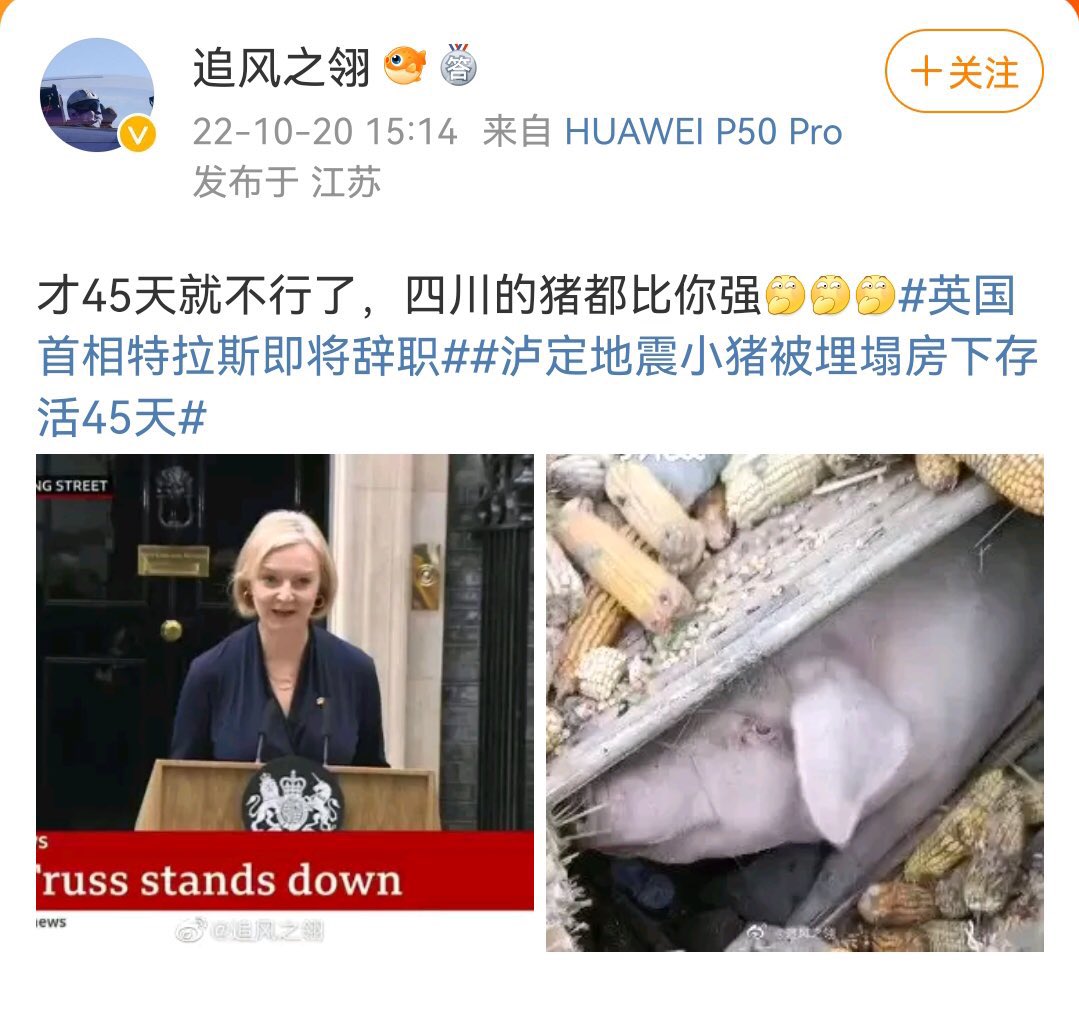 追风之翎
答
+关注
22-10-20 15:14 来自 HUAWEI P50 Pro
发布于 江苏
才45天就不行了，四川的猪都比你强#英国
首相特拉斯即将辞职##泸定地震小猪被埋塌房下存
活45天#
NG STREET
russ stands down
ews
@追风之翎
@追风之翎